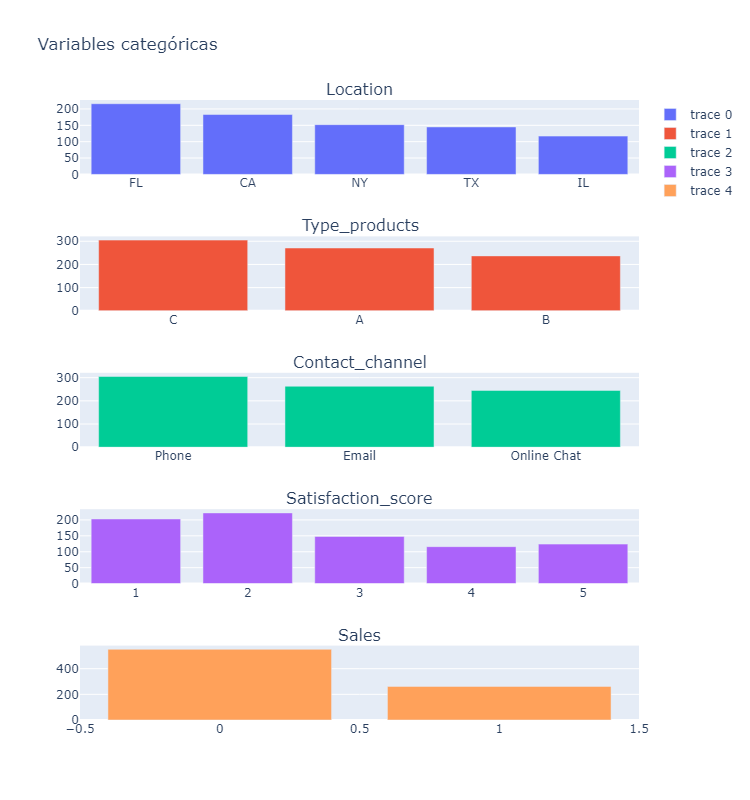 Variables categóricas
Location
200
150
100
50
0
FL CA NY TX IL
trace 0
trace 1
trace 2
trace 3
trace 4
Type_products
300
200
100
0
C A B
Contact_channel
300
200
100
0
Phone Email Online Chat
Satisfaction_score
200
150
100
50
0
1 2 3 4 5
Sales
400
200
0
−0.5 0 0.5 1 1.5